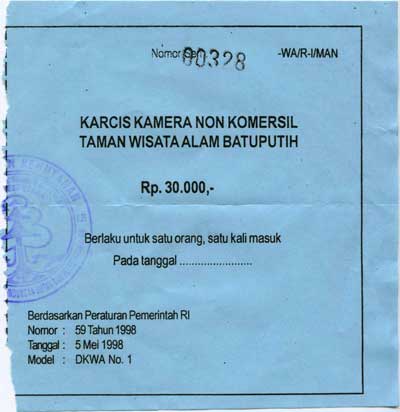 Nomor Seri 00328 -WA/R-I/MAN
KARCIS KAMERA NON KOMERSIL
TAMAN WISATA ALAM BATUPUTIH
Rp. 30.000,-
Berlaku untuk satu orang, satu kali masuk
Pada tanggal ........................
Berdasarkan Peraturan Pemerintah RI
Nomor : 59 Tahun 1998
Tanggal : 5 Mei 1998
Model : DKWA No. 1